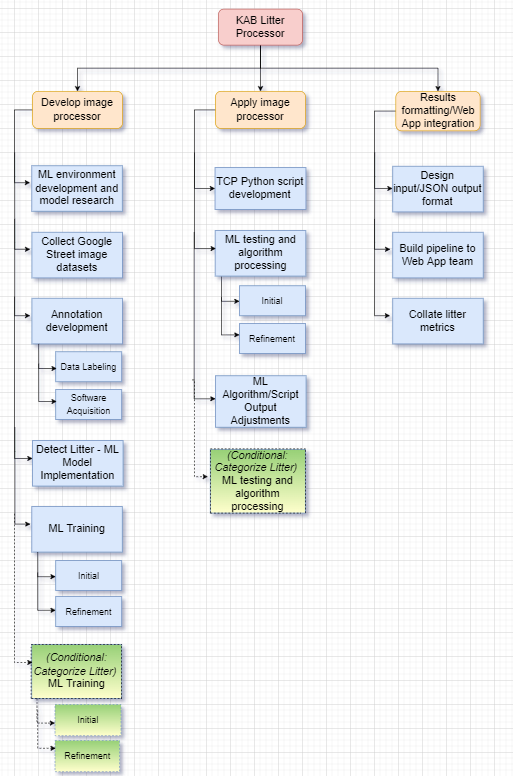 KAB Litter
Processor
Develop image
processor
Apply image
processor
Results
formatting/Web
App integration
ML environment
development and
model research
Collect Google
Street image
datasets
Annotation
development
Data Labeling
Software
Acquisition
Detect Litter - ML
Model
Implementation
ML Training
Initial
Refinement
(Conditional:
Categorize Litter)
ML Training
Initial
Refinement
TCP Python script
development
ML testing and
algorithm
processing
Initial
Refinement
ML
Algorithm/Script
Output
Adjustments
(Conditional:
Categorize Litter)
ML testing and
algorithm
processing
Design
input/JSON output
format
Build pipeline to
Web App team
Collate litter
metrics